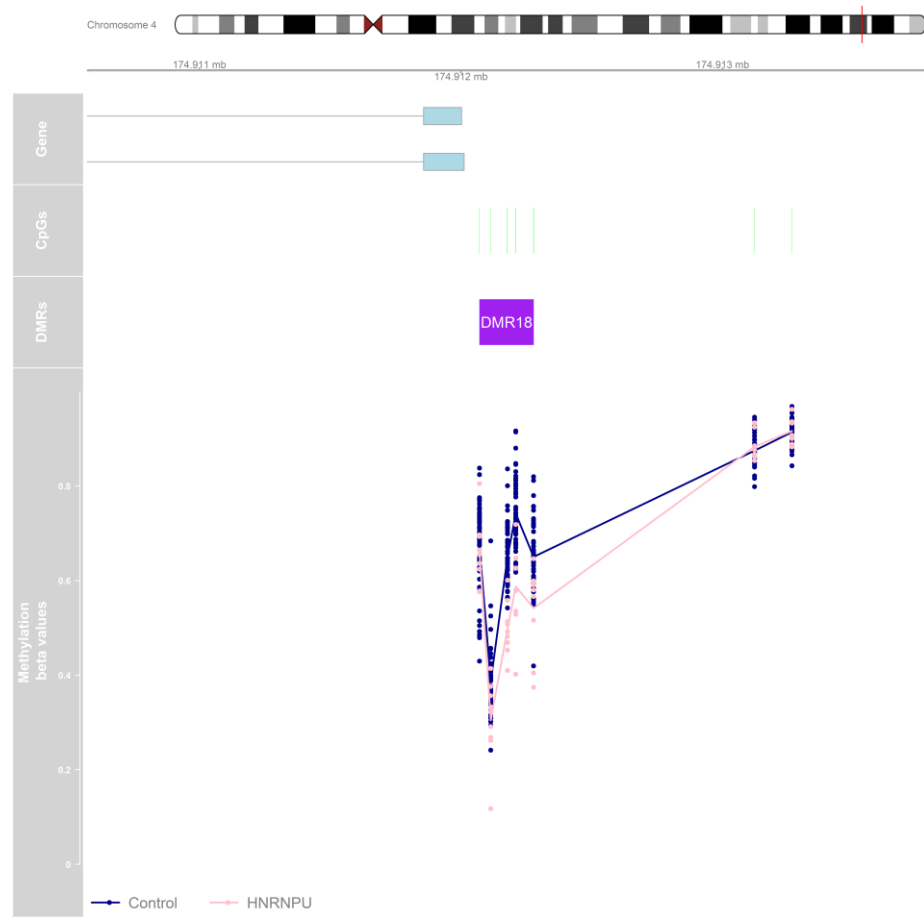 Chromosome 4
174.911 mb
174.912 mb
174.913 mb
Gene
CpGs
DMRs
DMR18
Methylation
beta values
0.8
0.6
0.4
0.2
0
Control
HNRNPU